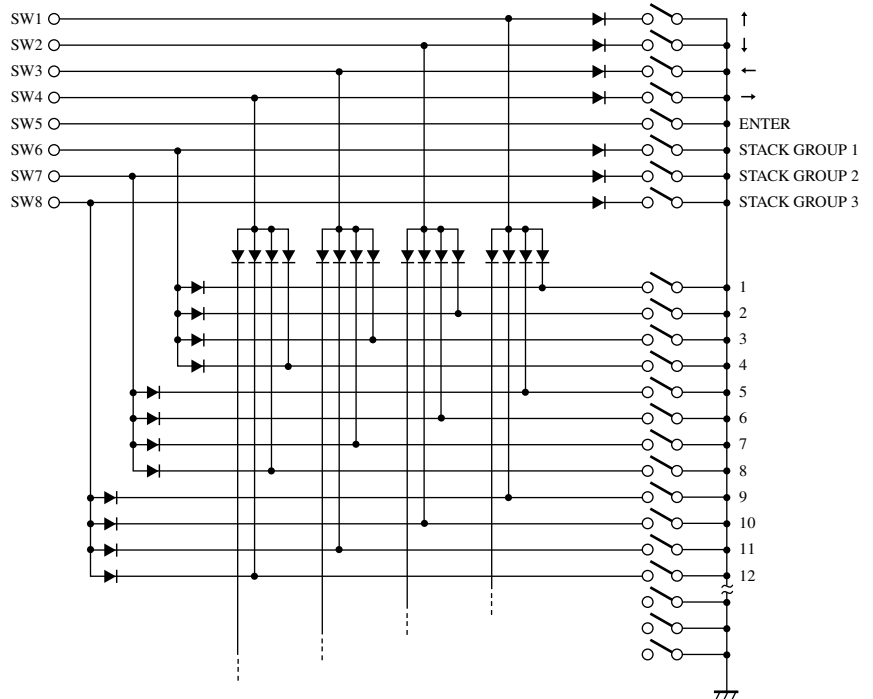 SW1 ↑
SW2 ↓
SW3 ←
SW4 →
SW5 ENTER
SW6 STACK GROUP 1
SW7 STACK GROUP 2
SW8 STACK GROUP 3
1
2
3
4
5
6
7
8
9
10
11
12